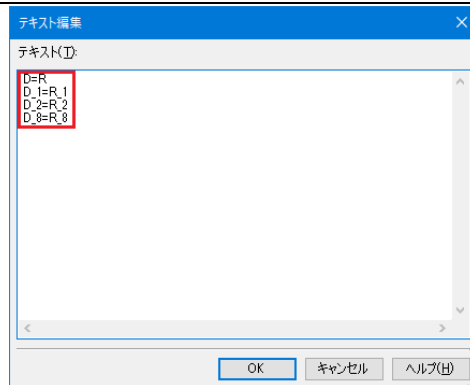 テキスト編集
テキスト(T):
D=R
D_1=R_1
D_2=R_2
D_8=R_8
OK
キャンセル
ヘルプ(H)